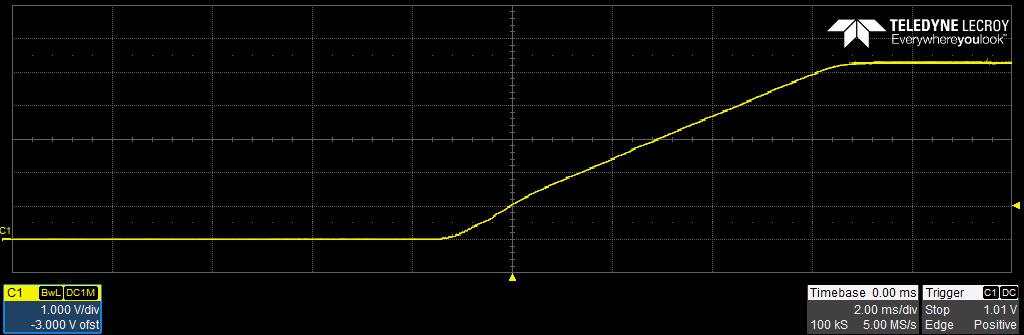 TELEDYNE LECROY
Everywhereyoulook™
C1
C1 BwL DC1M
1.000 V/div
-3.000 V ofst
Timebase 0.00 ms
2.00 ms/div
100 kS 5.00 MS/s
Trigger C1 DC
Stop 1.01 V
Edge Positive